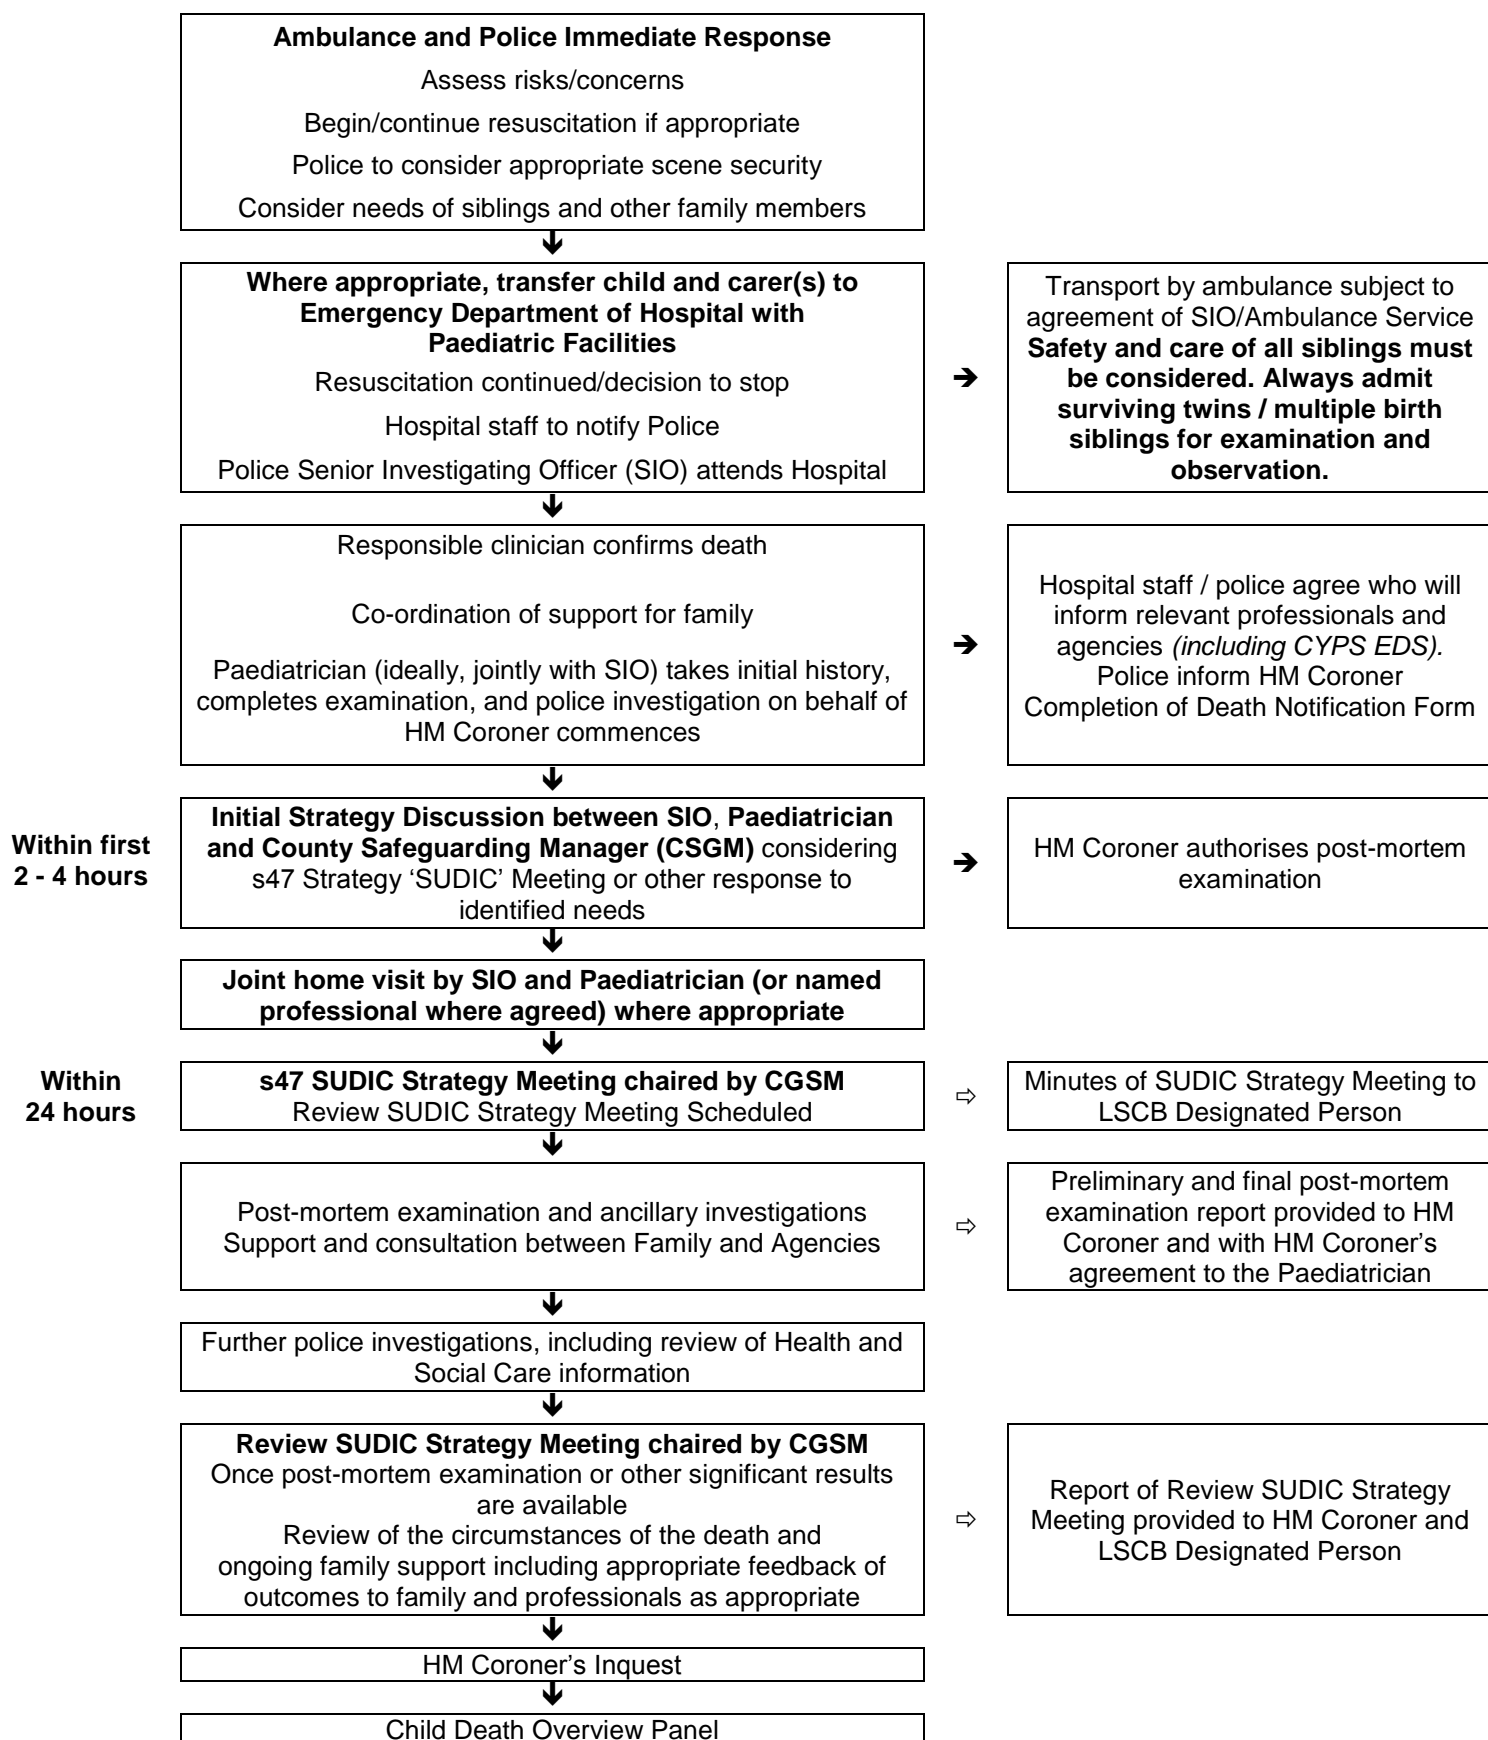 Ambulance and Police Immediate Response
Assess risks/concerns
Begin/continue resuscitation if appropriate
Police to consider appropriate scene security
Consider needs of siblings and other family members
Where appropriate, transfer child and carer(s) to
Emergency Department of Hospital with
Paediatric Facilities
Resuscitation continued/decision to stop
Hospital staff to notify Police
Police Senior Investigating Officer (SIO) attends Hospital
Transport by ambulance subject to
agreement of SIO/Ambulance Service
Safety and care of all siblings must
be considered. Always admit
surviving twins / multiple birth
siblings for examination and
observation.
Responsible clinician confirms death
Co-ordination of support for family
Paediatrician (ideally, jointly with SIO) takes initial history,
completes examination, and police investigation on behalf of
HM Coroner commences
Hospital staff / police agree who will
inform relevant professionals and
agencies (including CYPS EDS).
Police inform HM Coroner
Completion of Death Notification Form
Within first
2 - 4 hours
Initial Strategy Discussion between SIO, Paediatrician
and County Safeguarding Manager (CSGM) considering
s47 Strategy ‘SUDIC’ Meeting or other response to
identified needs
HM Coroner authorises post-mortem
examination
Joint home visit by SIO and Paediatrician (or named
professional where agreed) where appropriate
Within
24 hours
s47 SUDIC Strategy Meeting chaired by CGSM
Review SUDIC Strategy Meeting Scheduled
Minutes of SUDIC Strategy Meeting to
LSCB Designated Person
Post-mortem examination and ancillary investigations
Support and consultation between Family and Agencies
Preliminary and final post-mortem
examination report provided to HM
Coroner and with HM Coroner’s
agreement to the Paediatrician
Further police investigations, including review of Health and
Social Care information
Review SUDIC Strategy Meeting chaired by CGSM
Once post-mortem examination or other significant results
are available
Review of the circumstances of the death and
ongoing family support including appropriate feedback of
outcomes to family and professionals as appropriate
Report of Review SUDIC Strategy
Meeting provided to HM Coroner and
LSCB Designated Person
HM Coroner’s Inquest
Child Death Overview Panel